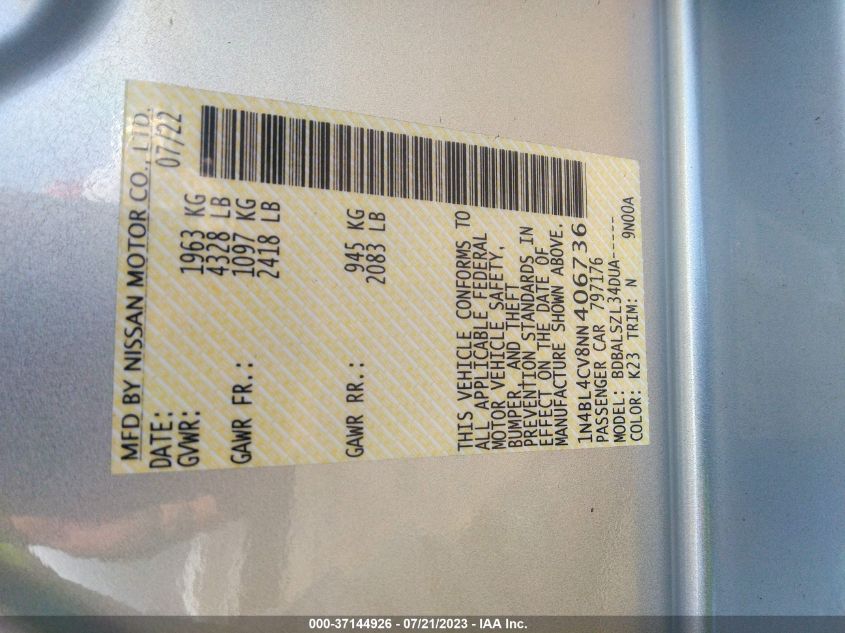 MFD BY NISSAN MOTOR CO., LTD.
DATE: 07/22
GVWR: 1963 KG
4328 LB
GAWR FR.: 1097 KG
2418 LB
GAWR RR.: 945 KG
2083 LB
THIS VEHICLE CONFORMS TO
ALL APPLICABLE FEDERAL
MOTOR VEHICLE SAFETY,
BUMPER AND THEFT
PREVENTION STANDARDS IN
EFFECT ON THE DATE OF
MANUFACTURE SHOWN ABOVE.
1N4BL4CV8NN406736
PASSENGER CAR 797176
MODEL: BDBALSZL34DUA------
COLOR: K23 TRIM: N 9N00A
000-37144926 - 07/21/2023 - IAA Inc.